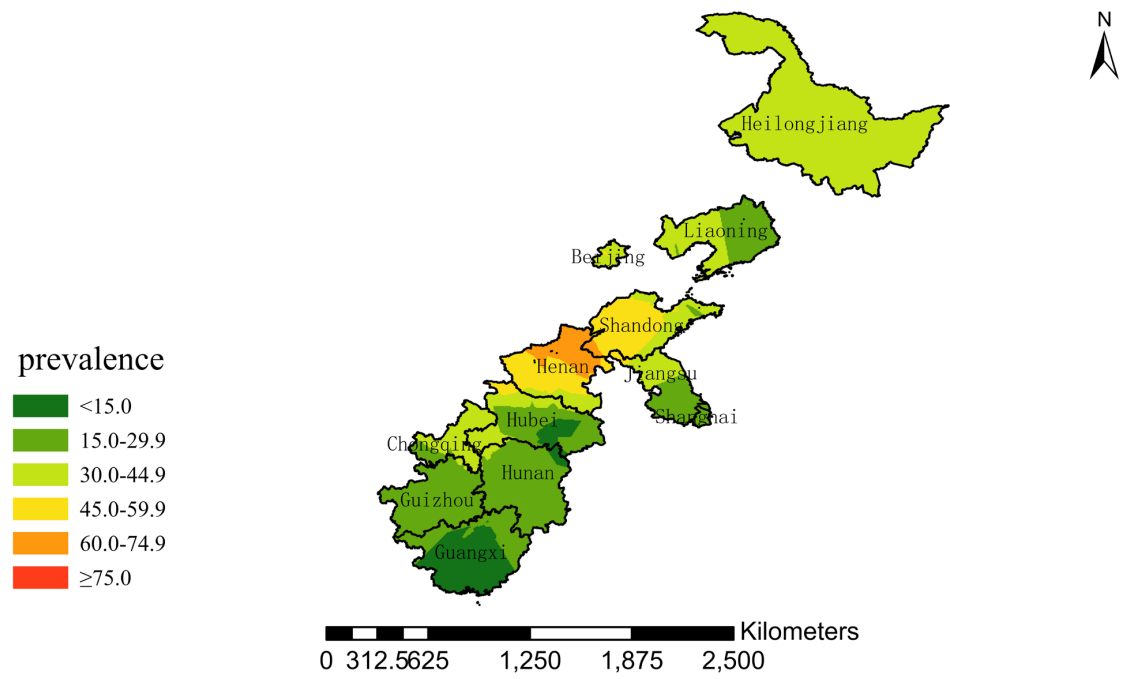 N
Heilongjiang
Liaoning
Beijing
Shandong
Henan
Jiangsu
Shanghai
Hubei
Chongqing
Hunan
Guizhou
Guangxi
prevalence
<15.0
15.0-29.9
30.0-44.9
45.0-59.9
60.0-74.9
≥75.0
Kilometers
0 312.5625 1,250 1,875 2,500